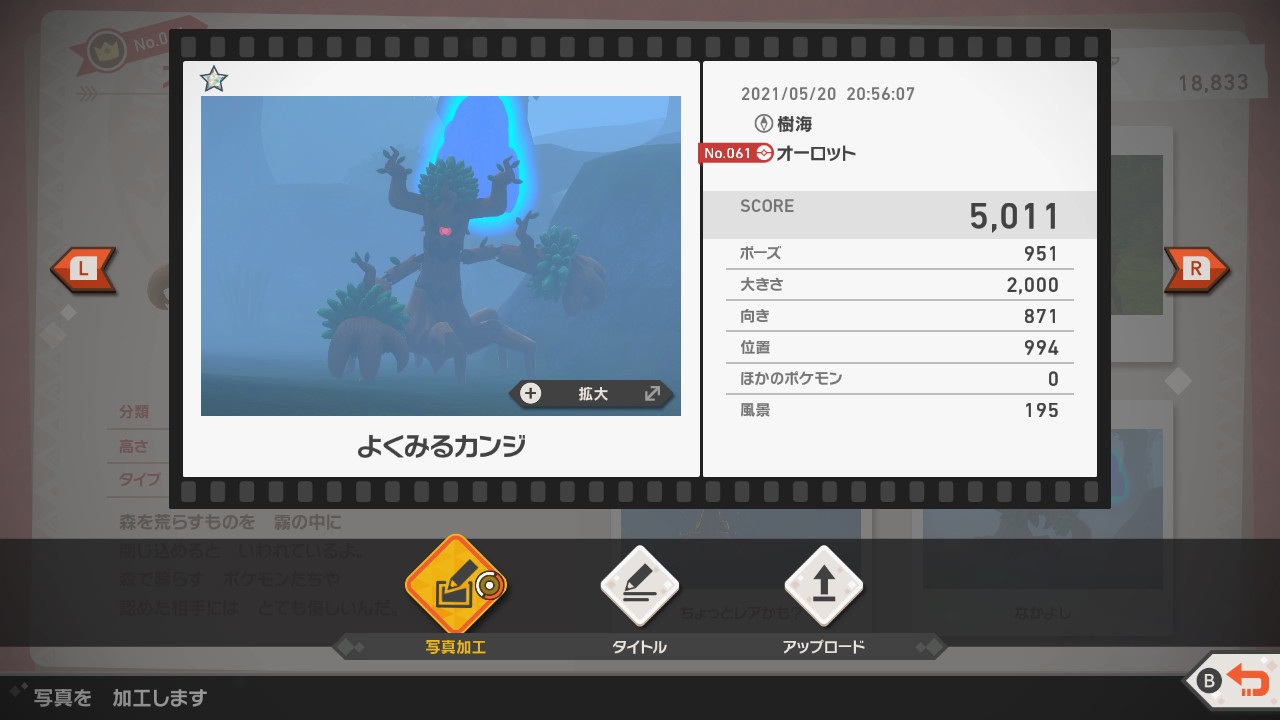 No.0
18,833
2021/05/20 20:56:07
樹海
No.061 オーロット
SCORE 5,011
ポーズ 951
大きさ 2,000
向き 871
位置 994
ほかのポケモン 0
風景 195
L
R
+ 拡大
よくみるカンジ
分類
高さ
タイプ
森を荒らすものを 霧の中に
閉じ込めると いわれているよ。
森で暮らす ポケモンたちや
とても優しいんだ。
ちょっとレアかも?
なかよし
写真加工
タイトル
アップロード
写真を 加工します
B